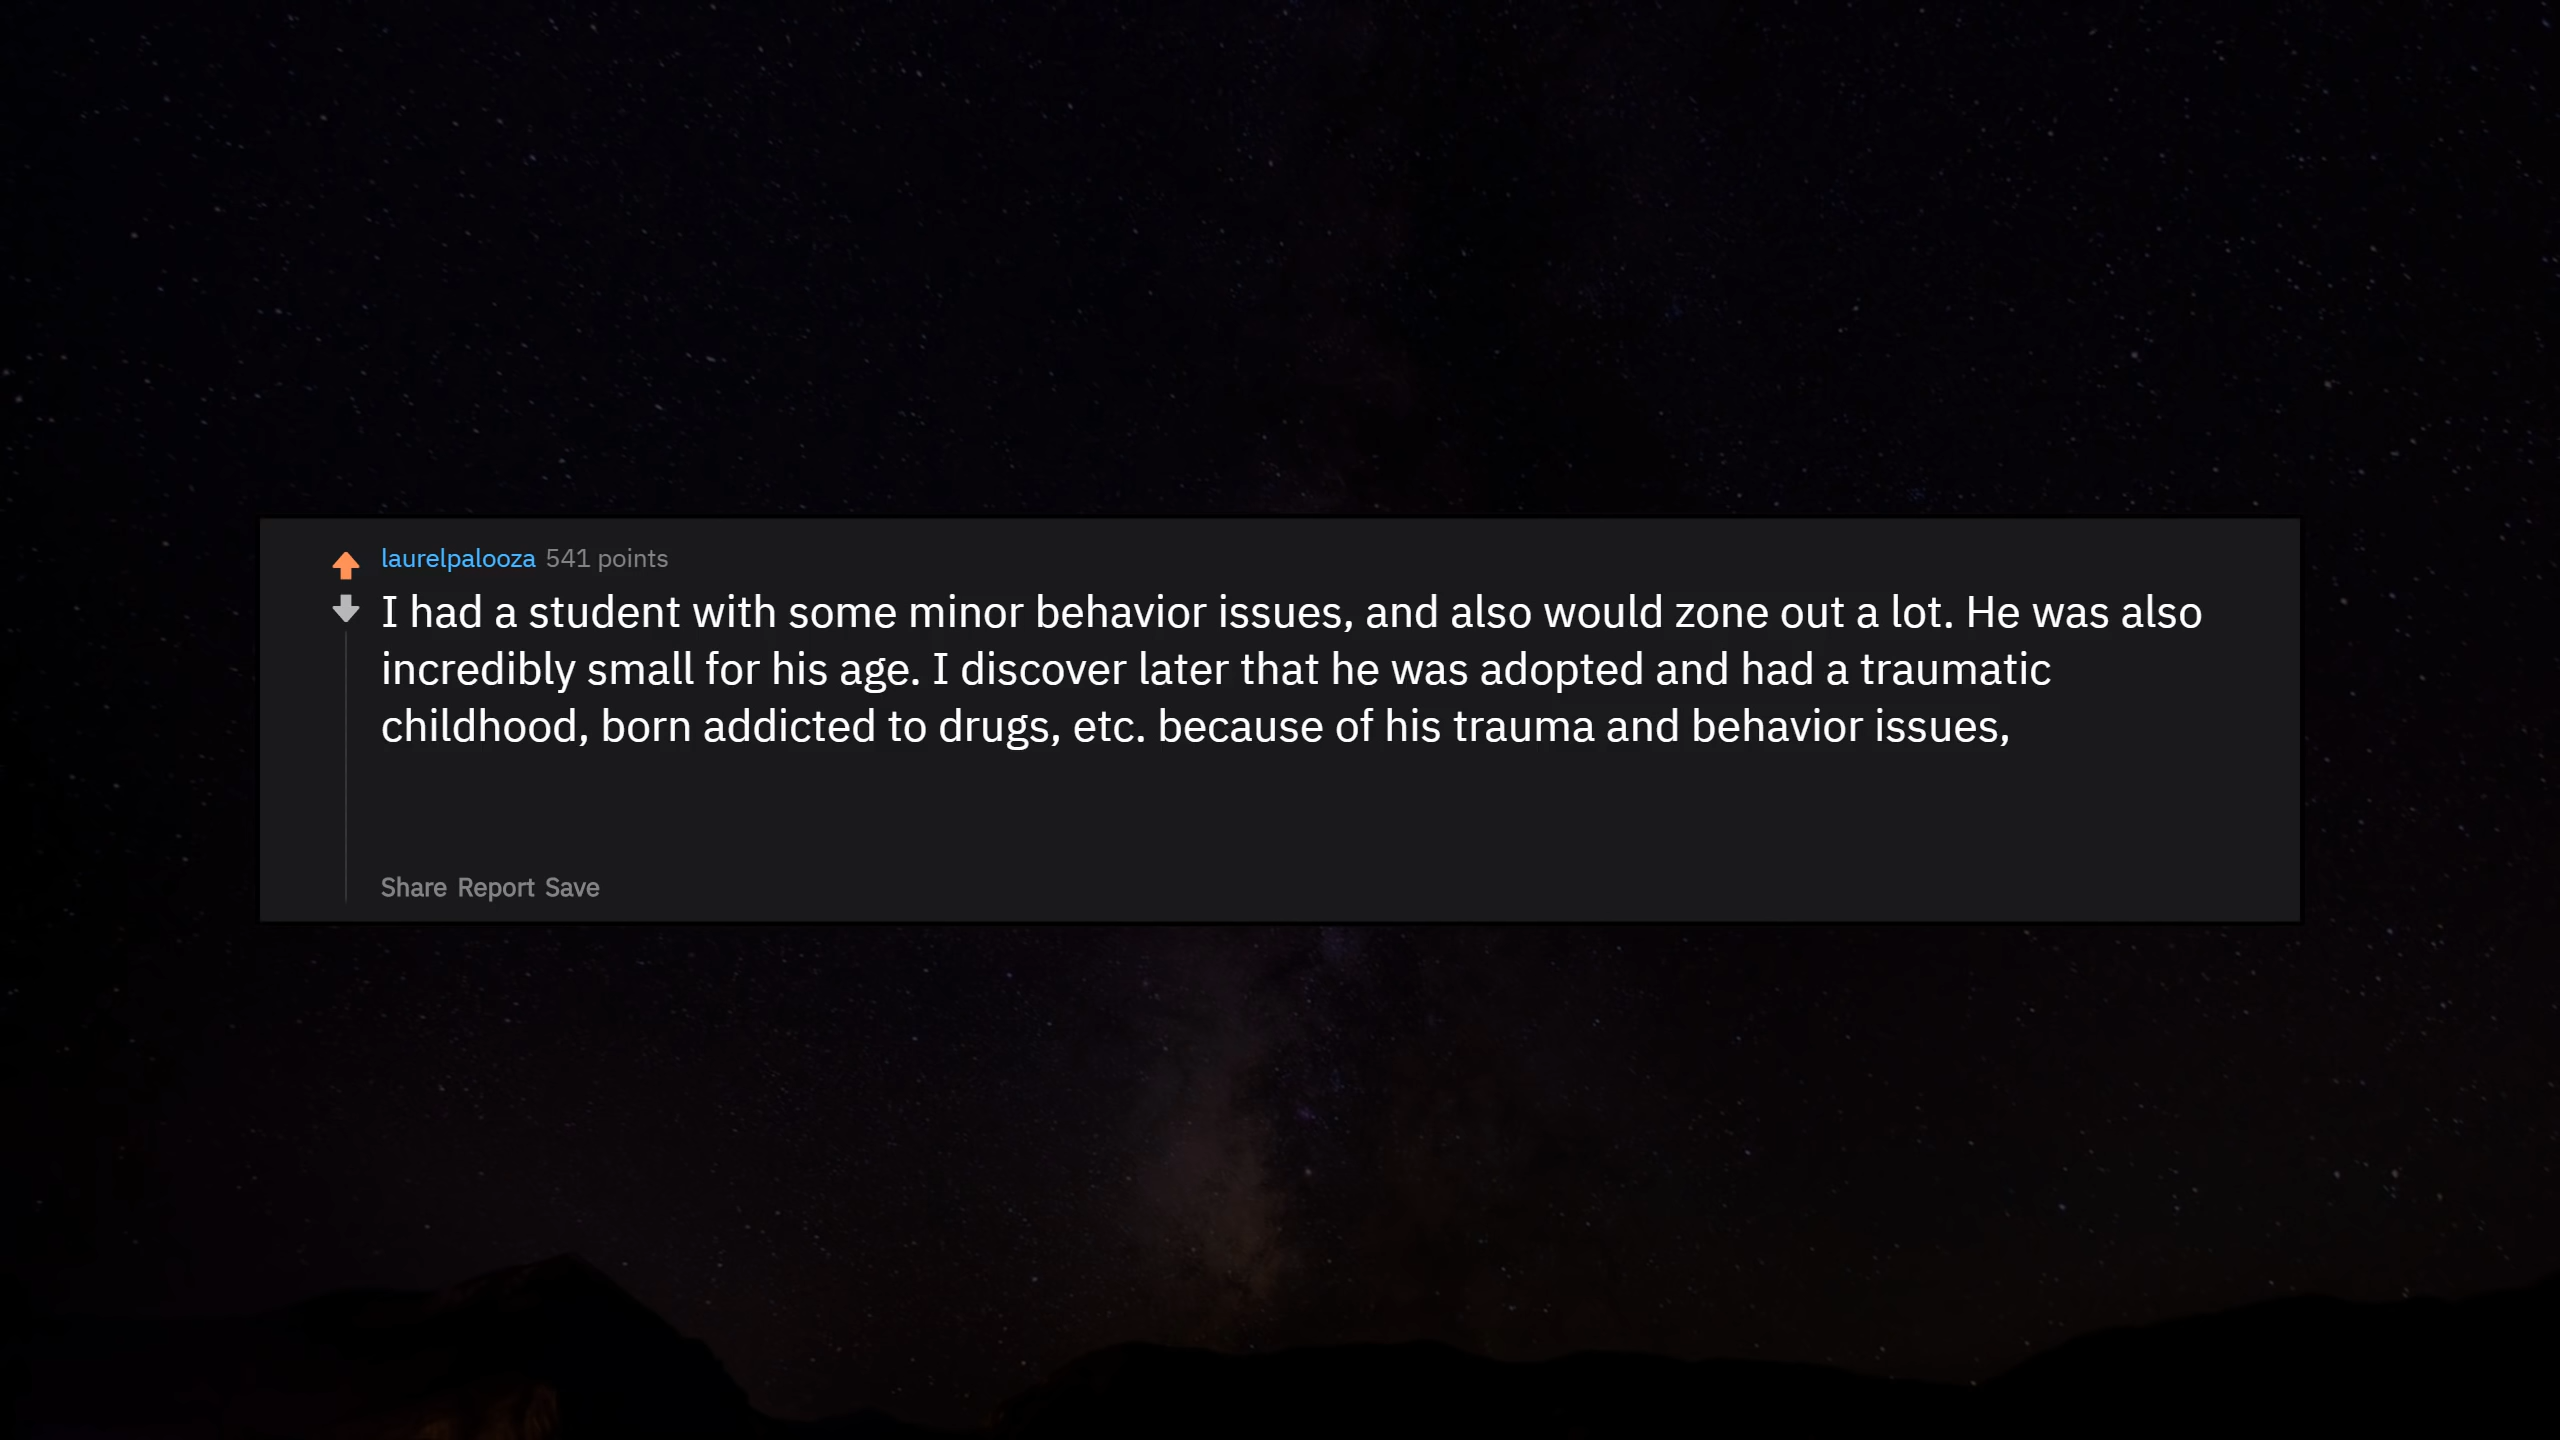 laurelpalooza 541 points
I had a student with some minor behavior issues, and also would zone out a lot. He was also
incredibly small for his age. I discover later that he was adopted and had a traumatic
childhood, born addicted to drugs, etc. because of his trauma and behavior issues,
Share Report Save